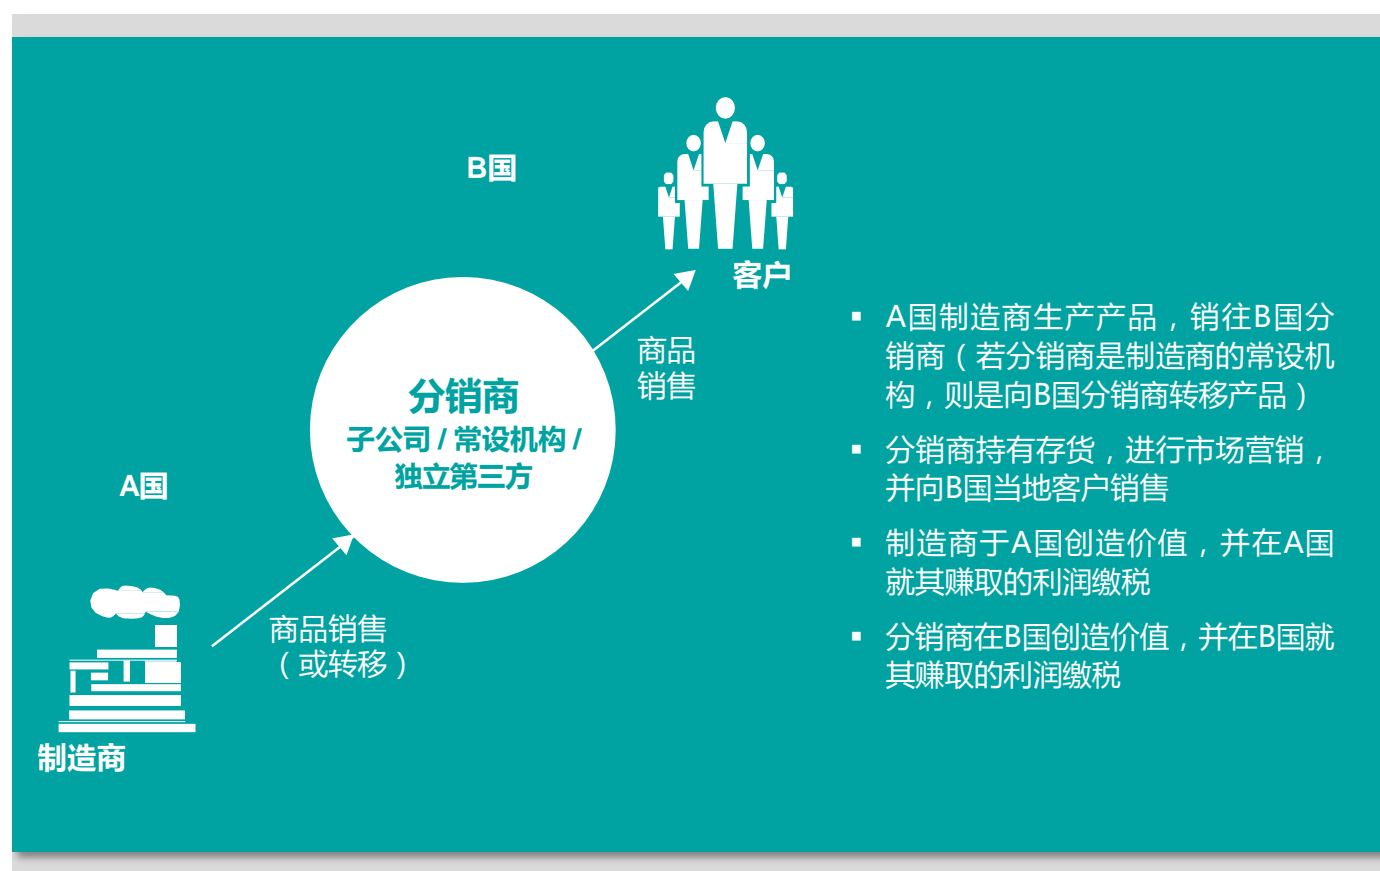 B国
客户
商品
销售
分销商
子公司 / 常设机构 /
独立第三方
A国
商品销售
（或转移）
制造商
▪ A国制造商生产产品，销往B国分
销商（若分销商是制造商的常设机
构，则是向B国分销商转移产品）
▪ 分销商持有存货，进行市场营销，
并向B国当地客户销售
▪ 制造商于A国创造价值，并在A国
就其赚取的利润缴税
▪ 分销商在B国创造价值，并在B国就
其赚取的利润缴税